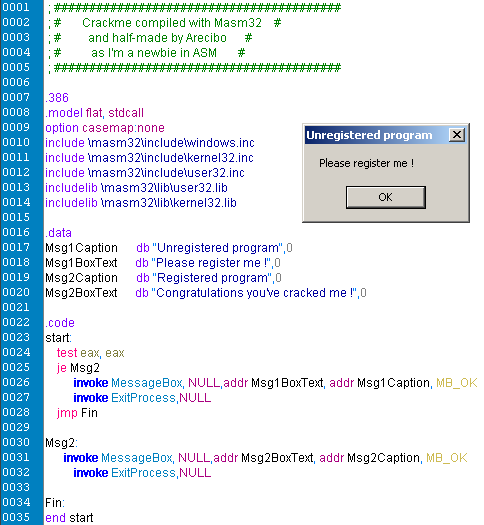 0001 ; ########################################
0002 ; #       Crackme compiled with Masm32    #
0003 ; #         and half-made by Arecibo      #
0004 ; #          as I'm a newbie in ASM       #
0005 ; ########################################
0006
0007 .386
0008 .model flat, stdcall
0009 option casemap:none
0010 include \masm32\include\windows.inc
0011 include \masm32\include\kernel32.inc
0012 include \masm32\include\user32.inc
0013 includelib \masm32\lib\user32.lib
0014 includelib \masm32\lib\kernel32.lib
0015
0016 .data
0017 Msg1Caption     db "Unregistered program",0
0018 Msg1BoxText     db "Please register me !",0
0019 Msg2Caption     db "Registered program",0
0020 Msg2BoxText     db "Congratulations you've cracked me !",0
0021
0022 .code
0023 start:
0024    test eax, eax
0025    je Msg2
0026        invoke MessageBox, NULL,addr Msg1BoxText, addr Msg1Caption, MB_OK
0027        invoke ExitProcess,NULL
0028    jmp Fin
0029
0030 Msg2:
0031      invoke MessageBox, NULL,addr Msg2BoxText, addr Msg2Caption, MB_OK
0032        invoke ExitProcess,NULL
0033
0034 Fin:
0035 end start
Unregistered program
Please register me !
OK